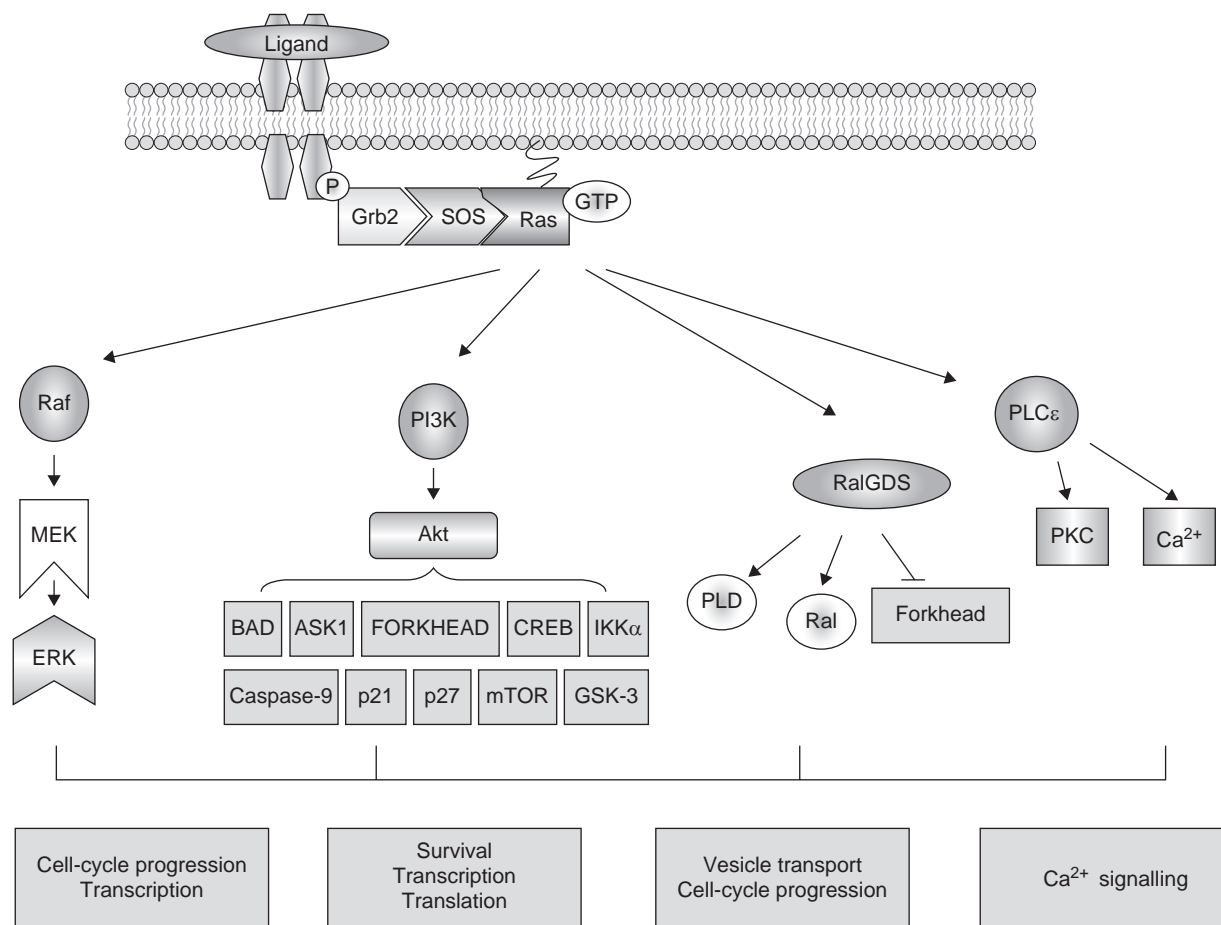 Ligand
P
Grb2
SOS
Ras
GTP
Raf
MEK
ERK
PI3K
Akt
BAD
ASK1
FORKHEAD
CREB
IKKα
Caspase-9
p21
p27
mTOR
GSK-3
RalGDS
PLD
Ral
Forkhead
PLCε
PKC
Ca2+
Cell-cycle progression
Transcription
Survival
Transcription
Translation
Vesicle transport
Cell-cycle progression
Ca2+ signalling